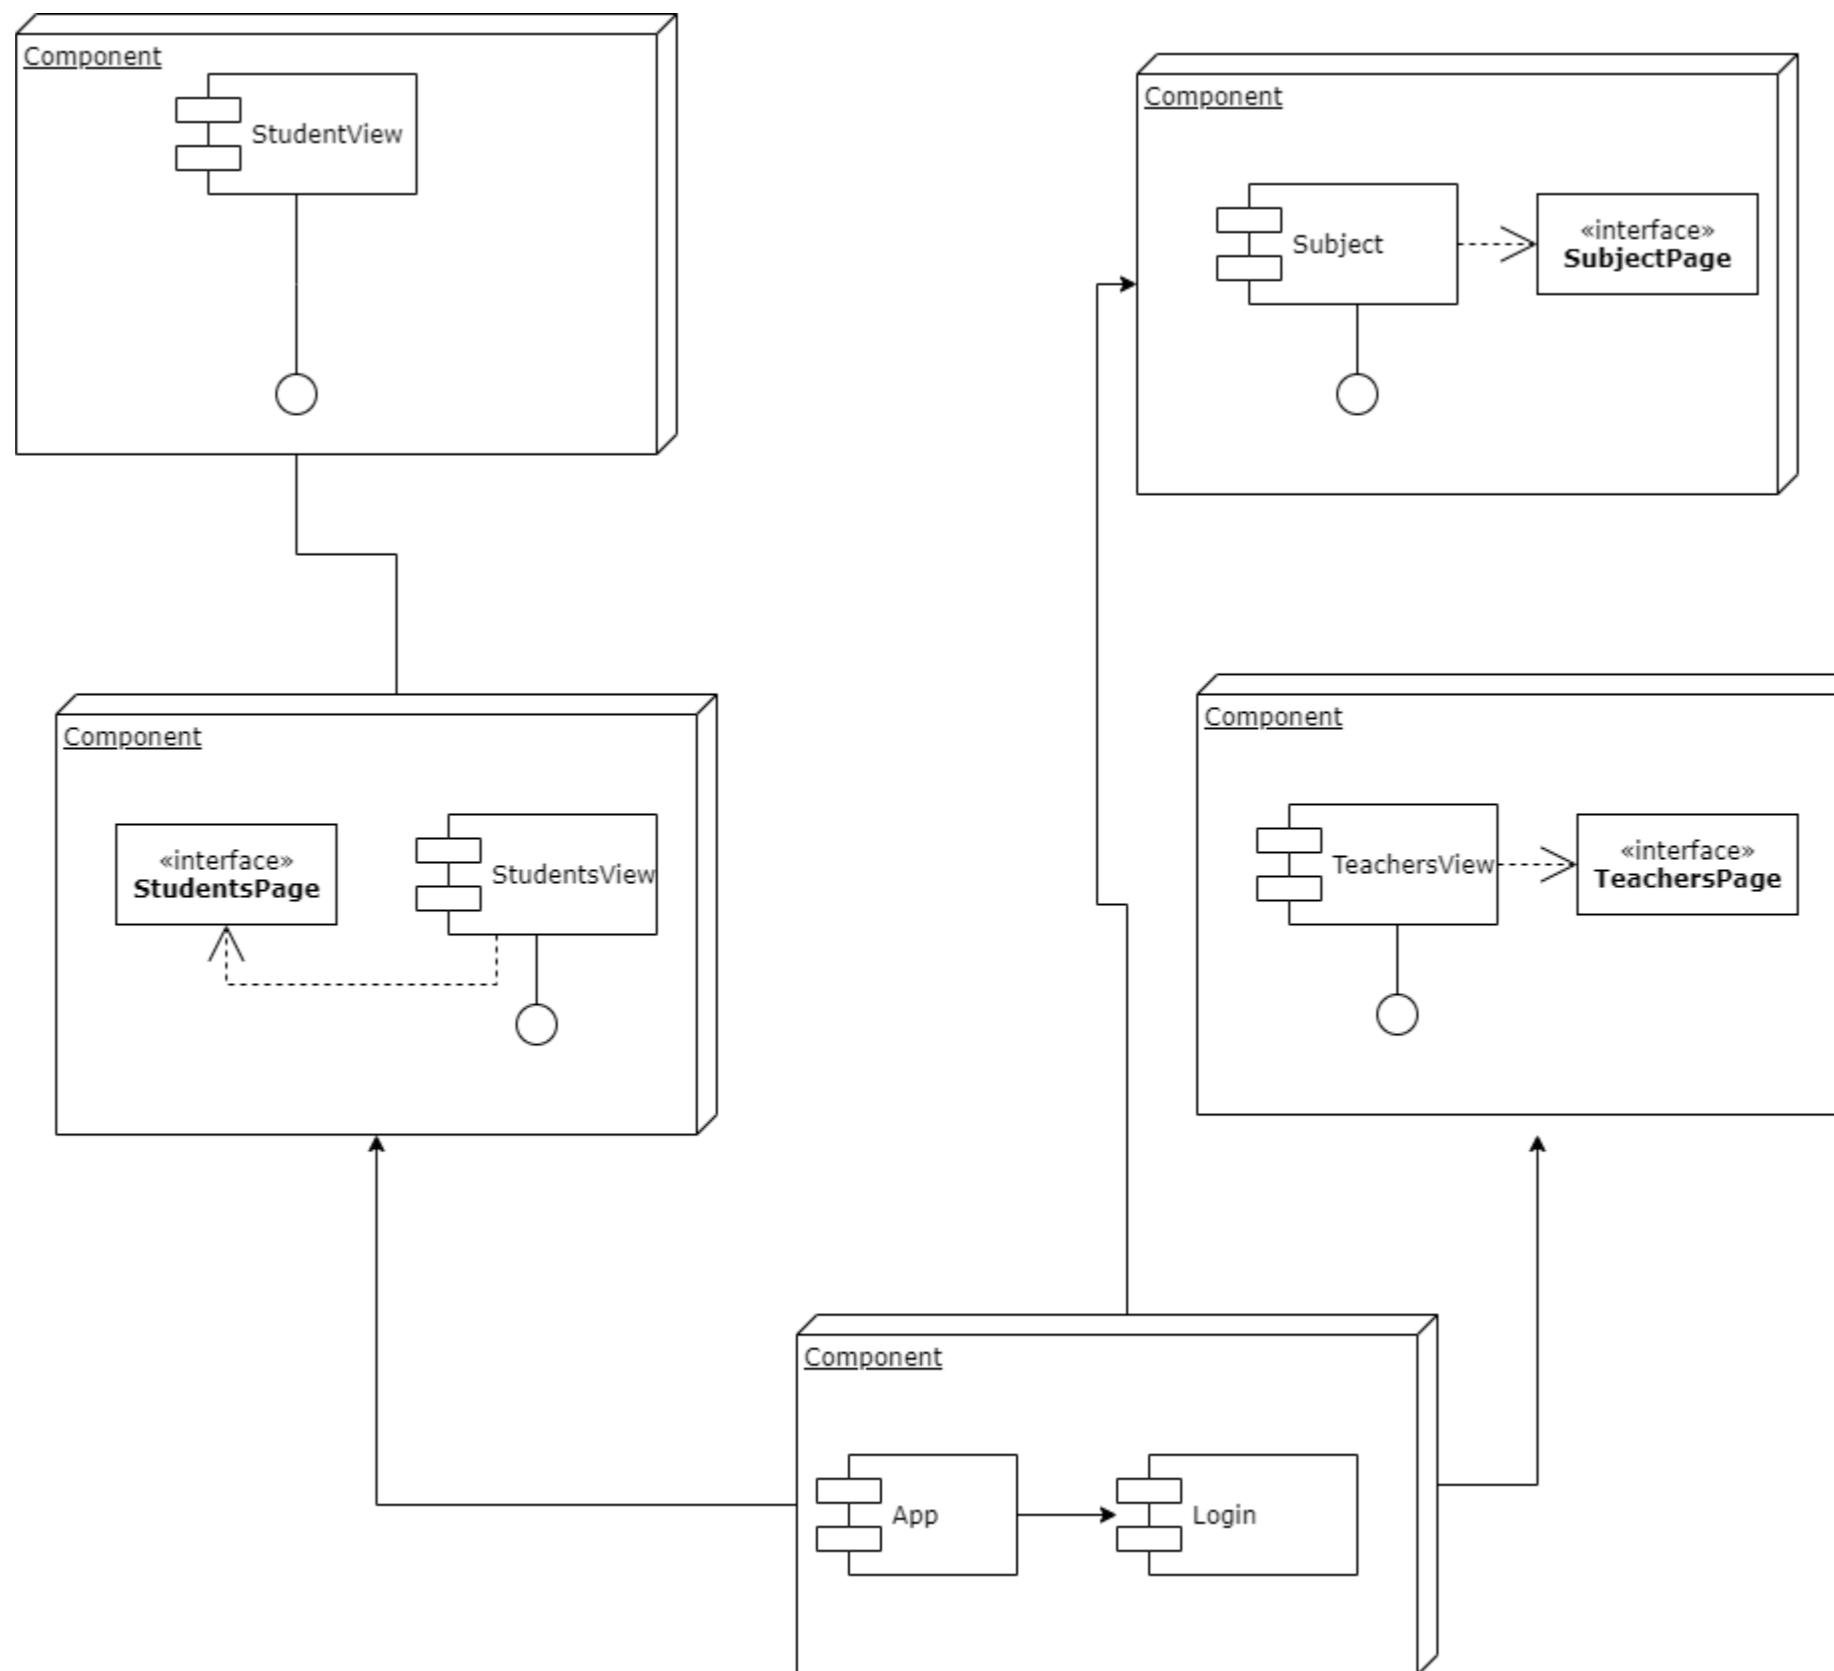 Component
StudentView
Component
Subject
«interface»
SubjectPage
Component
«interface»
StudentsPage
StudentsView
Component
TeachersView
«interface»
TeachersPage
Component
App
Login